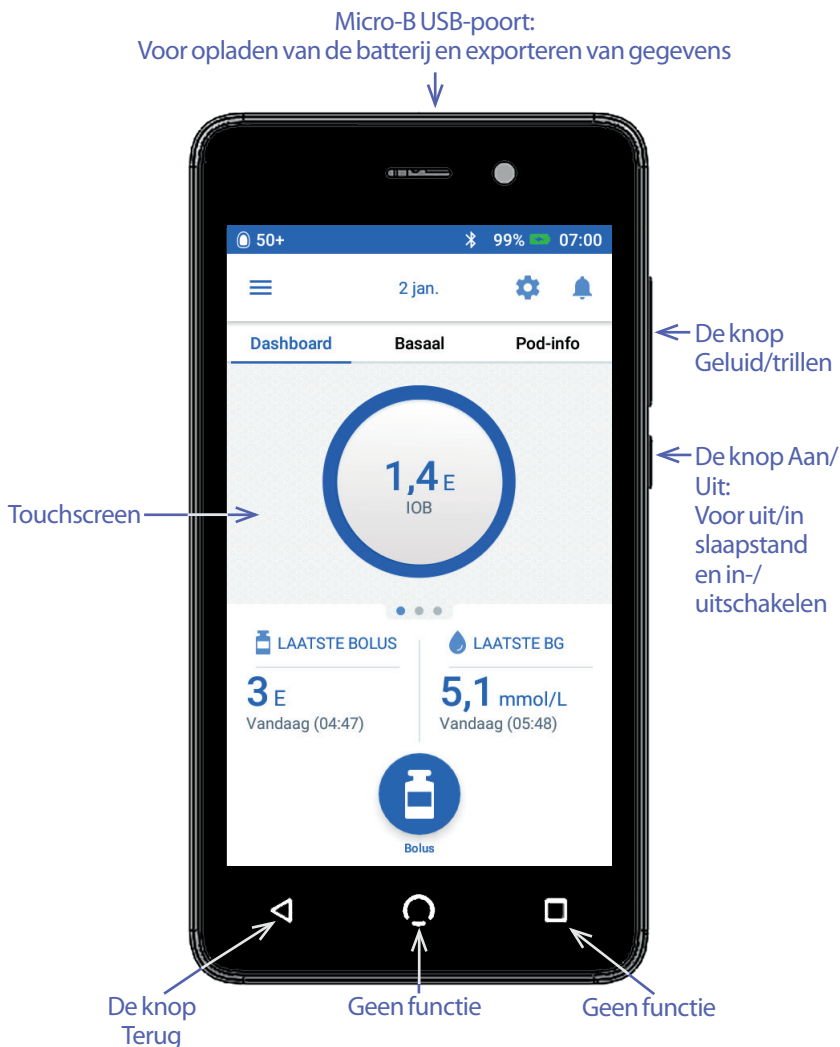 Micro-B USB-poort:
Voor opladen van de batterij en exporteren van gegevens
50+ 99% 07:00
2 jan.
Dashboard Basaal Pod-info
De knop
Geluid/trillen
1,4 E
IOB
Touchscreen
De knop Aan/
Uit:
Voor uit/in
slaapstand
en in-/
uitschakelen
LAATSTE BOLUS
3 E
Vandaag (04:47)
LAATSTE BG
5,1 mmol/L
Vandaag (05:48)
Bolus
De knop
Terug
Geen functie
Geen functie